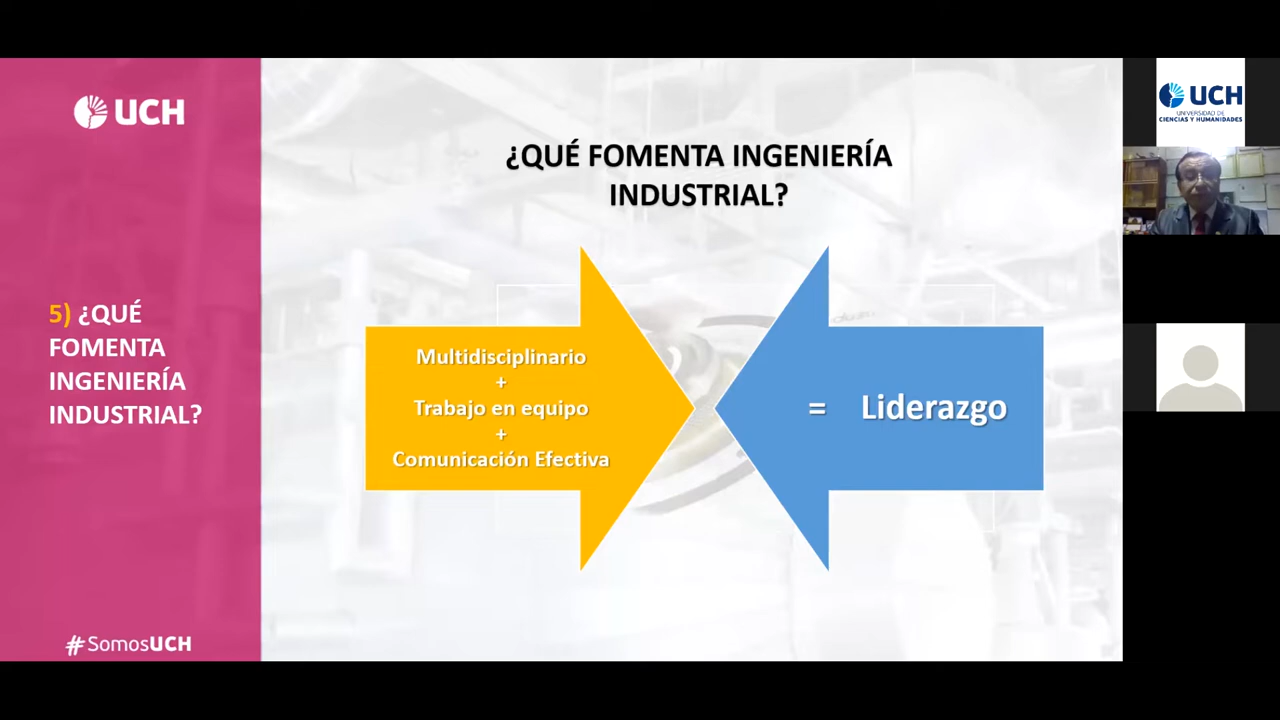 UCH
5) ¿QUÉ
FOMENTA
INGENIERÍA
INDUSTRIAL?
#SomosUCH
¿QUÉ FOMENTA INGENIERÍA
INDUSTRIAL?
Multidisciplinario
+
Trabajo en equipo
+
Comunicación Efectiva
= Liderazgo
UCH
UNIVERSIDAD DE
CIENCIAS Y HUMANIDADES